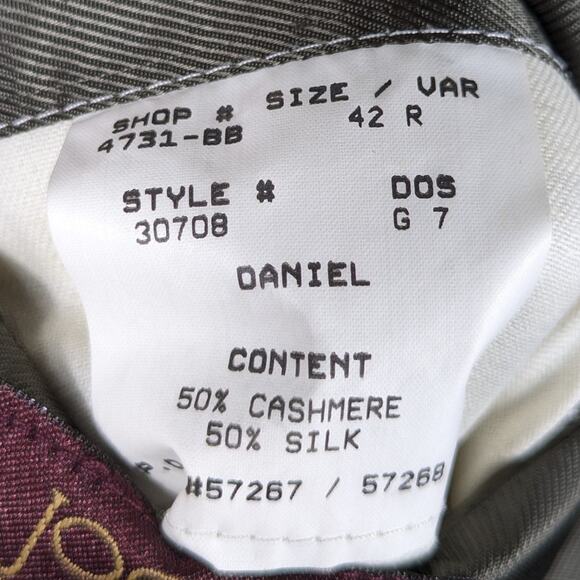 SHOP # SIZE / VAR
4731-BB 42 R
STYLE # DOS
30708 G 7
DANIEL
CONTENT
50% CASHMERE
50% SILK
#57267 / 57268